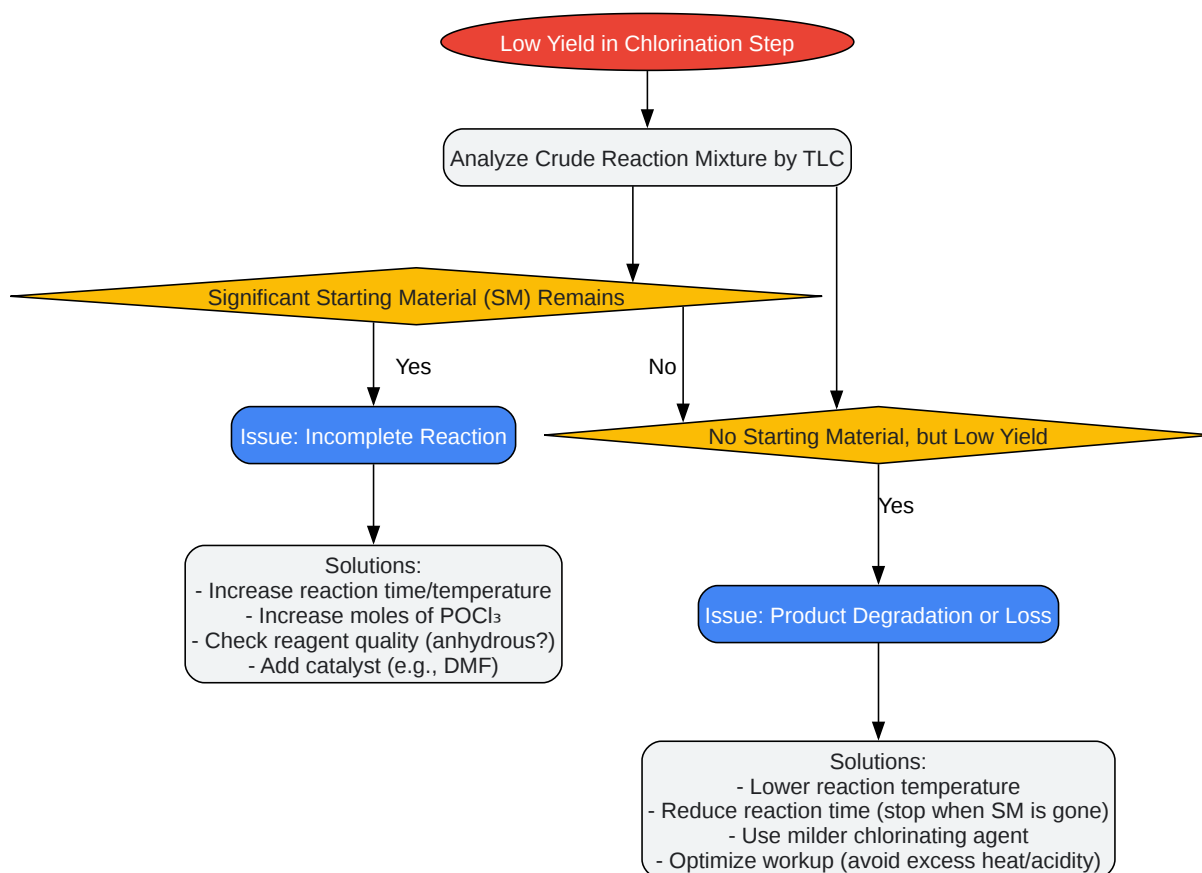 Low Yield in Chlorination Step
Analyze Crude Reaction Mixture by TLC
Significant Starting Material (SM) Remains
Yes
No
Issue: Incomplete Reaction
No Starting Material, but Low Yield
Yes
Solutions:
- Increase reaction time/temperature
- Increase moles of POCl₃
- Check reagent quality (anhydrous?)
- Add catalyst (e.g., DMF)
Issue: Product Degradation or Loss
Solutions:
- Lower reaction temperature
- Reduce reaction time (stop when SM is gone)
- Use milder chlorinating agent
- Optimize workup (avoid excess heat/acidity)